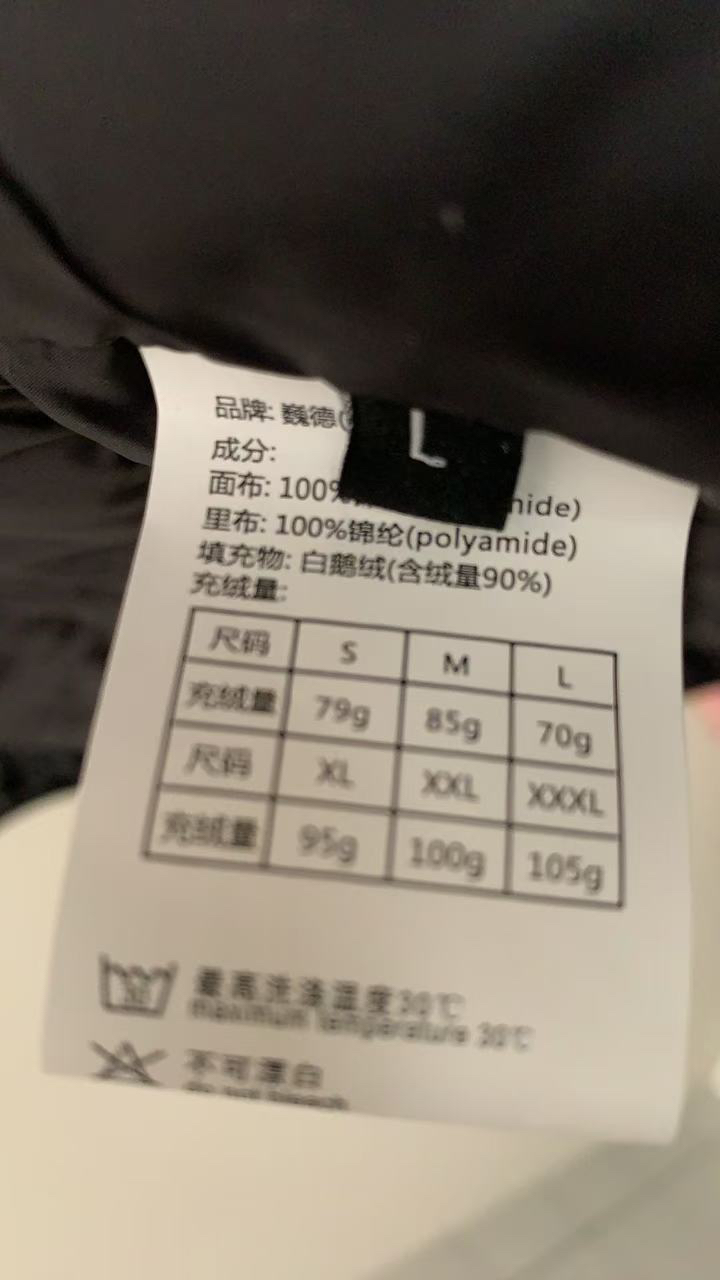 品牌: 巍德(
L
成分:
面布: 100% mide)
里布: 100%锦纶(polyamide)
填充物: 白鹅绒(含绒量90%)
充绒量:
尺码 S M L
充绒量 79g 85g 70g
尺码 XL XXL XXXL
充绒量 95g 100g 105g
最高洗涤温度30℃
maximum temperature 30℃
不可漂白
do not bleach